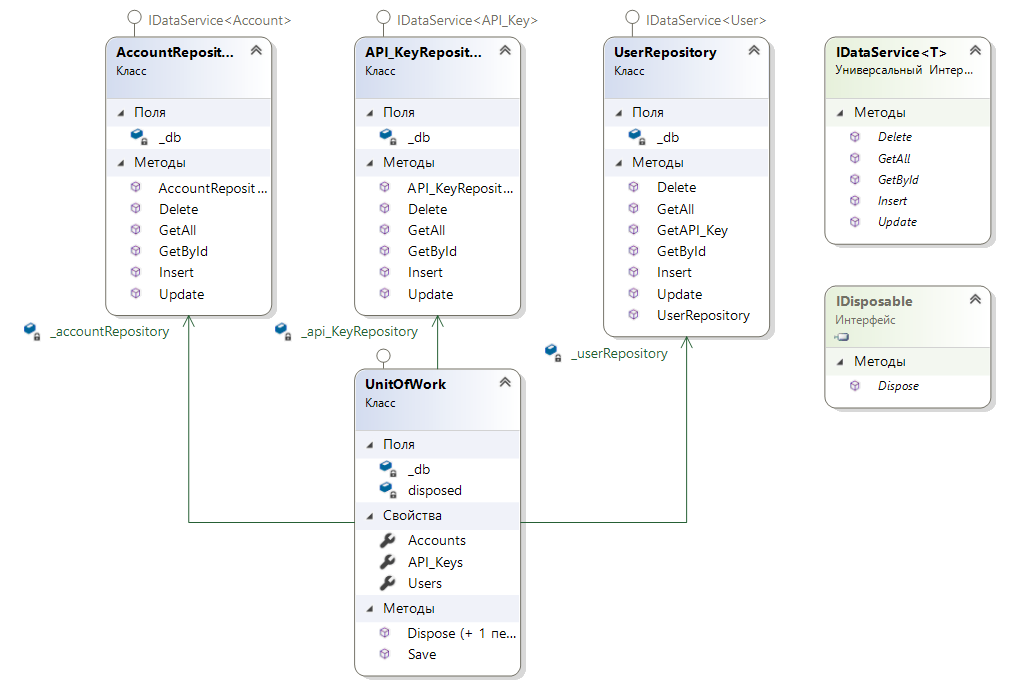 IDataService<Account>
AccountReposit...
Класс
Поля
_db
Методы
AccountReposit...
Delete
GetAll
GetById
Insert
Update
IDataService<API_Key>
API_KeyReposit...
Класс
Поля
_db
Методы
API_KeyReposit...
Delete
GetAll
GetById
Insert
Update
IDataService<User>
UserRepository
Класс
Поля
_db
Методы
Delete
GetAll
GetAPI_Key
GetById
Insert
Update
UserRepository
IDataService<T>
Универсальный Интер...
Методы
Delete
GetAll
GetById
Insert
Update
IDisposable
Интерфейс
Методы
Dispose
_accountRepository
_api_KeyRepository
_userRepository
UnitOfWork
Класс
Поля
_db
disposed
Свойства
Accounts
API_Keys
Users
Методы
Dispose (+ 1 пе...
Save